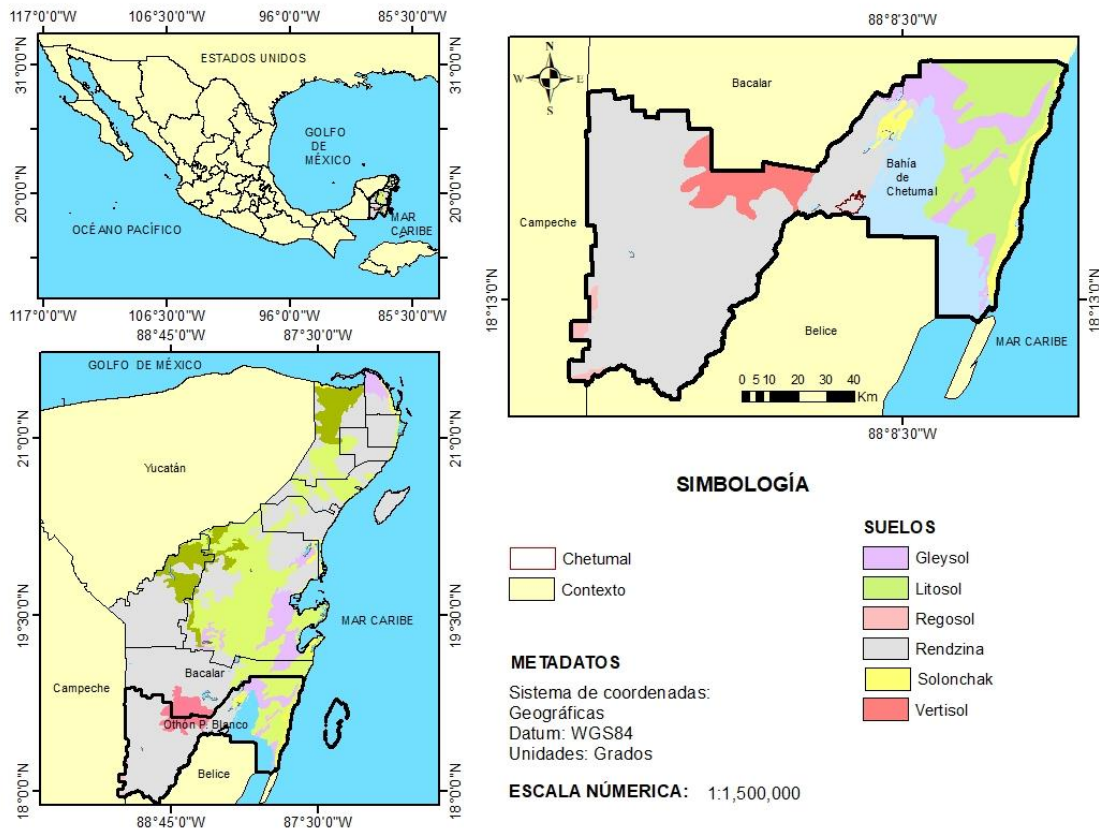 117°0'0"W
106°30'0"W
96°0'0"W
85°30'0"W
31°0'0"N
31°0'0"N
ESTADOS UNIDOS
GOLFO
DE
MÉXICO
20°0'0"N
20°0'0"N
OCÉANO PACÍFICO
MAR
CARIBE
117°0'0"W
106°30'0"W
96°0'0"W
85°30'0"W
88°8'30"W
N
W
E
S
Bacalar
Bahía
de
Chetumal
Campeche
18°13'0"N
18°13'0"N
Belice
MAR CARIBE
0 5 10 20 30 40
Km
88°8'30"W
88°45'0"W
87°30'0"W
GOLFO DE MÉXICO
21°0'0"N
21°0'0"N
Yucatán
19°30'0"N
19°30'0"N
MAR CARIBE
Bacalar
Campeche
Othón P. Blanco
Belice
18°0'0"N
18°0'0"N
88°45'0"W
87°30'0"W
SIMBOLOGÍA
Chetumal
Contexto
SUELOS
Gleysol
Litosol
Regosol
Rendzina
Solonchak
Vertisol
METADATOS
Sistema de coordenadas:
Geográficas
Datum: WGS84
Unidades: Grados
ESCALA NÚMERICA: 1:1,500,000